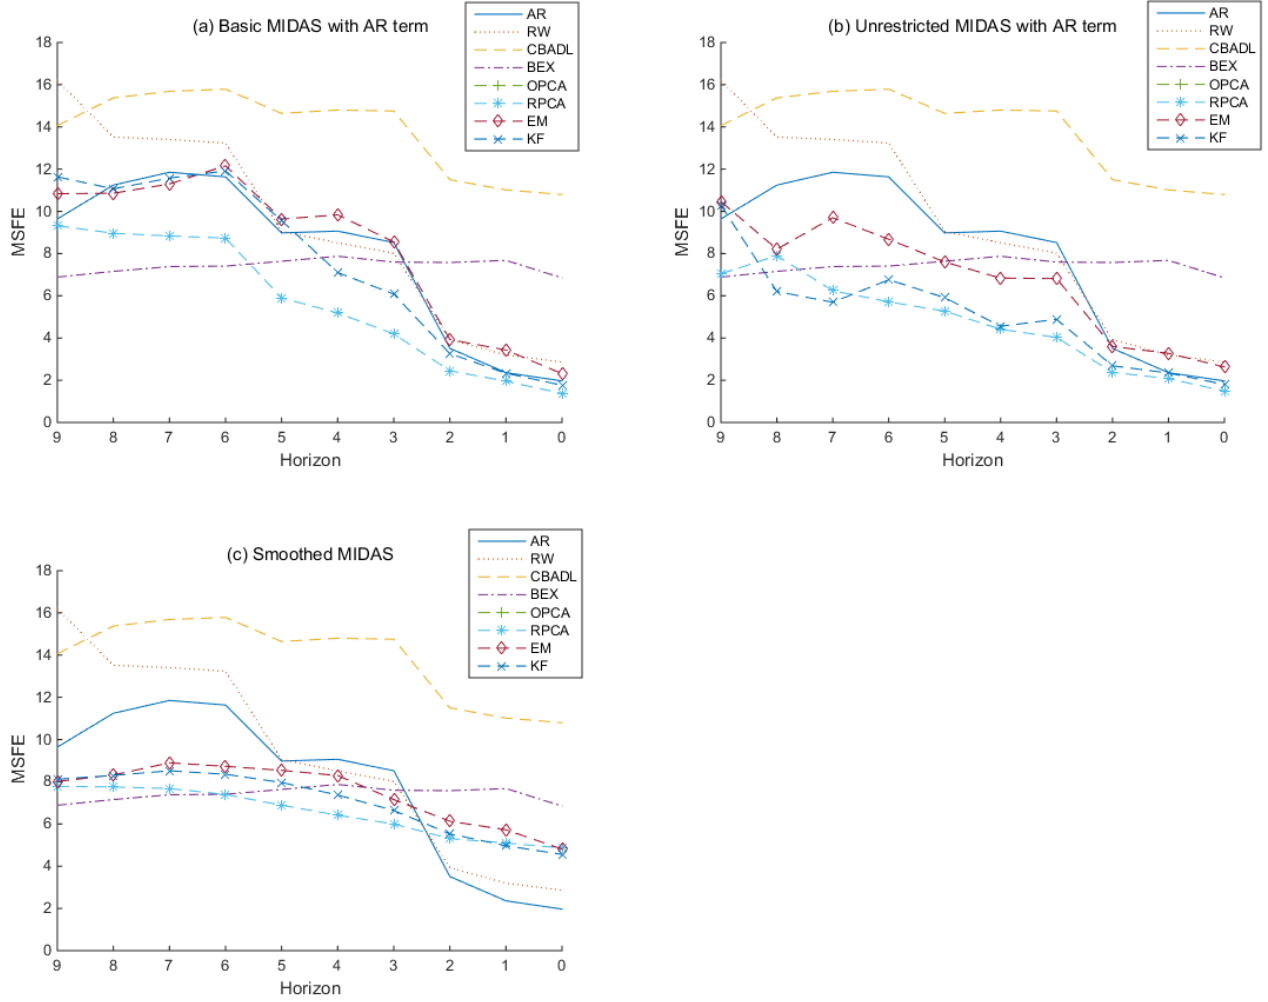 (a) Basic MIDAS with AR term
AR
RW
CBADL
BEX
OPCA
RPCA
EM
KF
18
16
14
12
10
8
6
4
2
0
MSFE
9 8 7 6 5 4 3 2 1 0
Horizon
(b) Unrestricted MIDAS with AR term
AR
RW
CBADL
BEX
OPCA
RPCA
EM
KF
18
16
14
12
10
8
6
4
2
0
MSFE
9 8 7 6 5 4 3 2 1 0
Horizon
(c) Smoothed MIDAS
AR
RW
CBADL
BEX
OPCA
RPCA
EM
KF
18
16
14
12
10
8
6
4
2
0
MSFE
9 8 7 6 5 4 3 2 1 0
Horizon